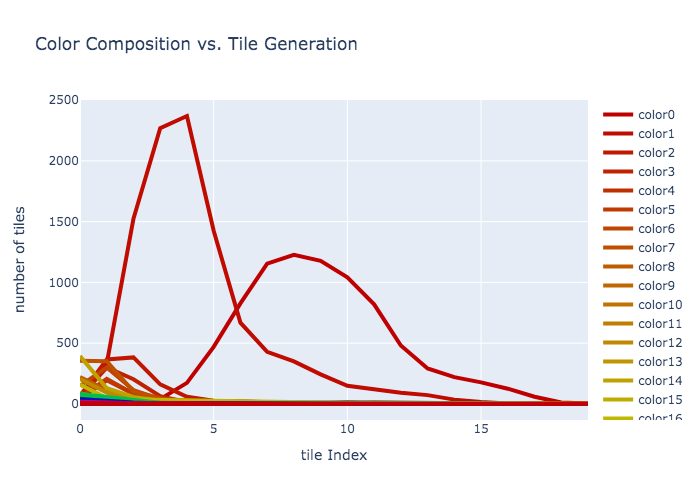 Color Composition vs. Tile Generation
number of tiles
2500
2000
1500
1000
500
0
0
5
10
15
tile Index
color0
color1
color2
color3
color4
color5
color6
color7
color8
color9
color10
color11
color12
color13
color14
color15
color16